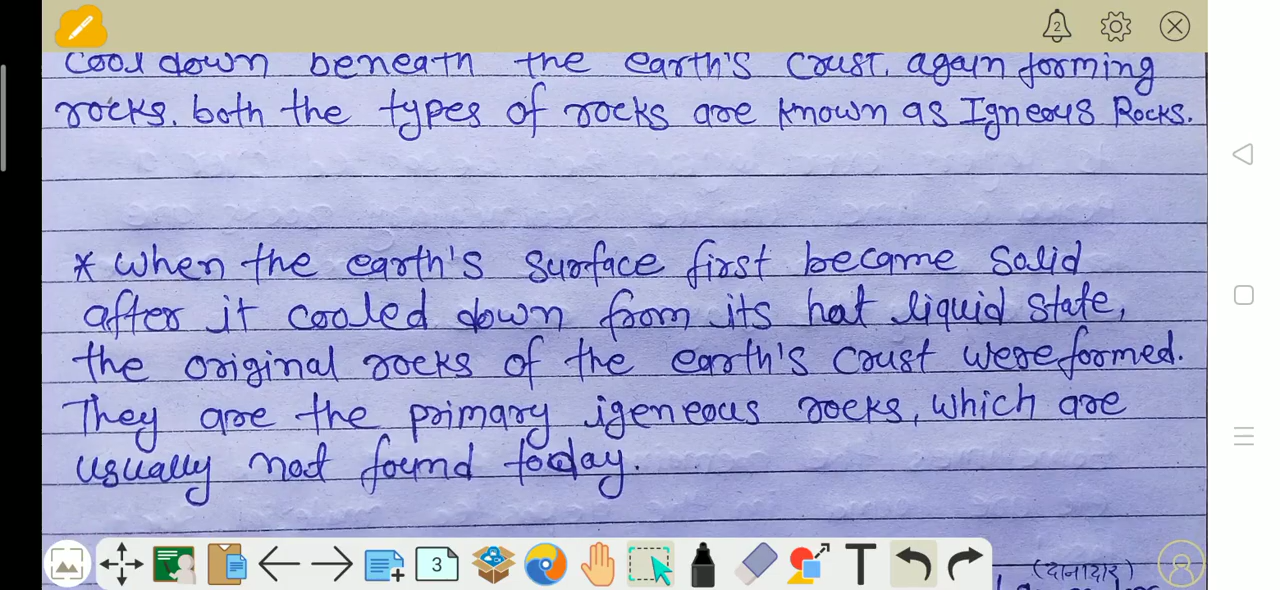 cool down beneath the earth's crust. again forming
rocks. both the types of rocks are known as Igneous Rocks.
* When the earth's surface first became solid
after it cooled down from its hot liquid state,
the original rocks of the earth's crust were formed.
They are the primary igeneous rocks, which are
usually not found today.
(दानादार)
2
3
T